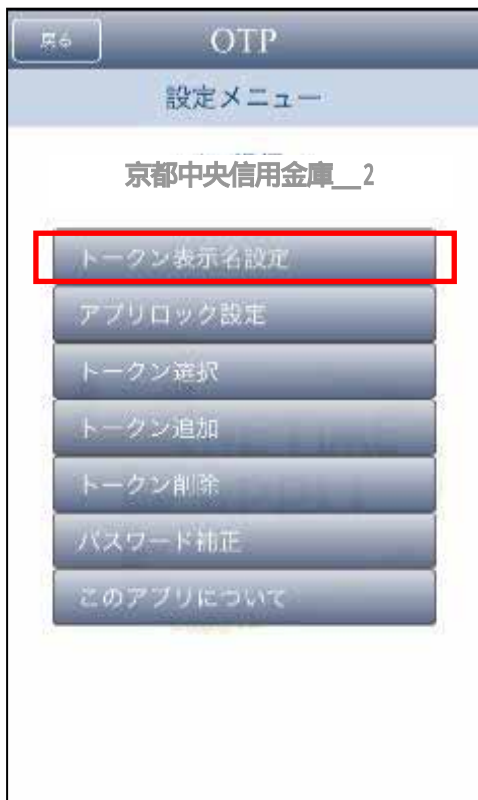 戻る
OTP
設定メニュー
京都中央信用金庫__2
トークン表示名設定
アプリロック設定
トークン選択
トークン追加
トークン削除
パスワード補正
このアプリについて